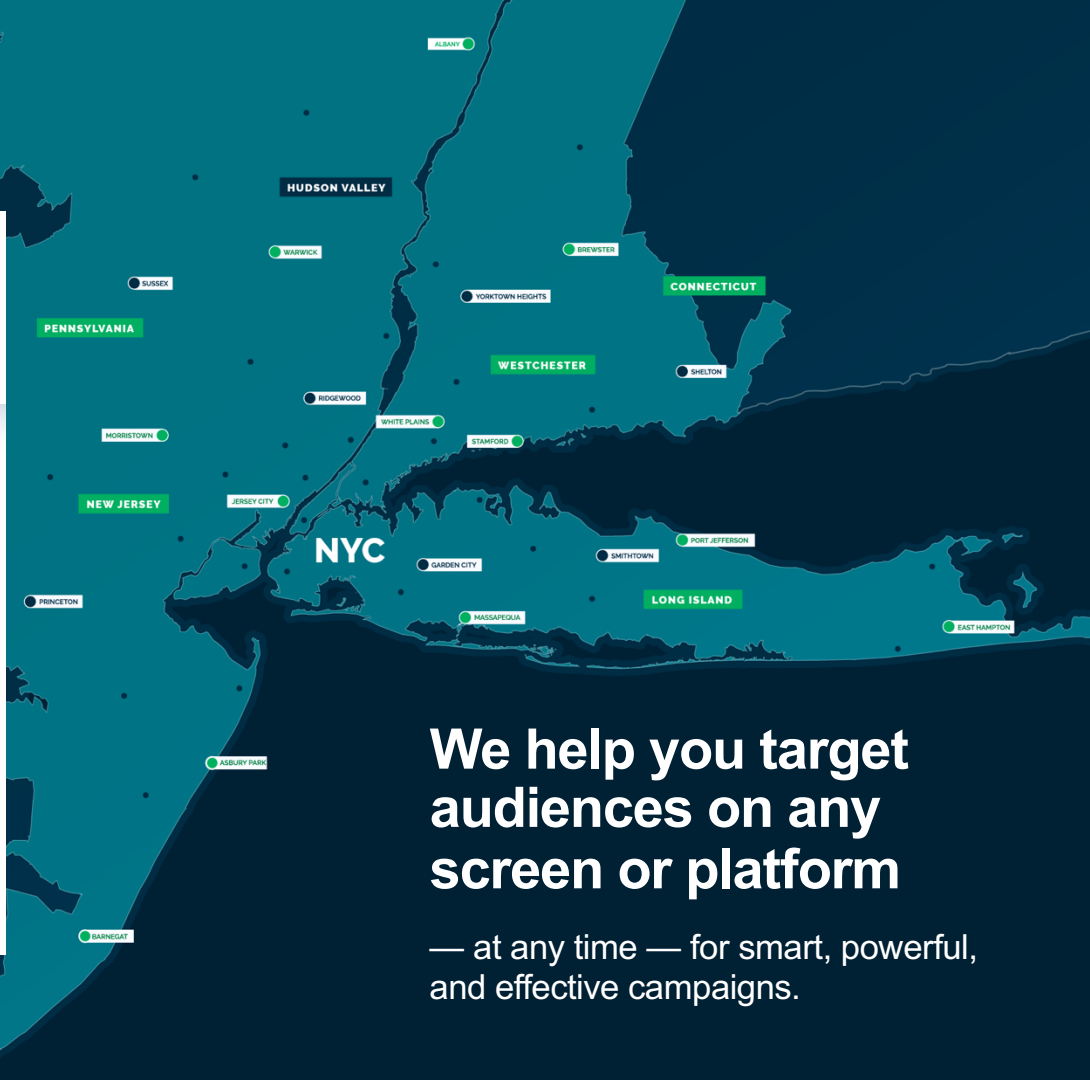 ALBANY
HUDSON VALLEY
WARWICK
BREWSTER
SUSSEX
CONNECTICUT
YORKTOWN HEIGHTS
PENNSYLVANIA
WESTCHESTER
SHELTON
RIDGEWOOD
WHITE PLAINS
MORRISTOWN
STAMFORD
JERSEY CITY
NEW JERSEY
PORT JEFFERSON
NYC
SMITHTOWN
GARDEN CITY
PRINCETON
LONG ISLAND
MASSAPEQUA
EAST HAMPTON
We help you target
audiences on any
screen or platform
ASBURY PARK
— at any time — for smart, powerful,
and effective campaigns.
BARNEGAT